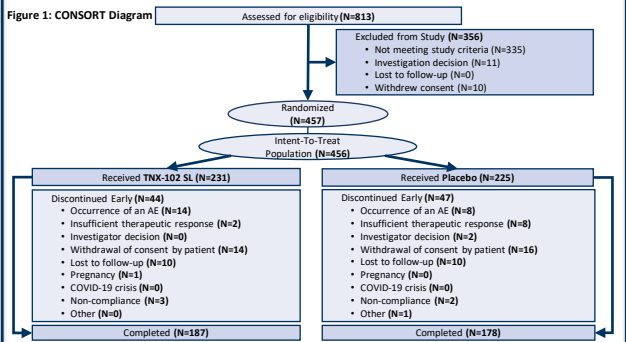 Figure 1: CONSORT Diagram
Assessed for eligibility (N=813)
Excluded from Study (N=356)
• Not meeting study criteria (N=335)
• Investigation decision (N=11)
• Lost to follow-up (N=0)
• Withdrew consent (N=10)
Randomized
(N=457)
Intent-To-Treat
Population (N=456)
Received TNX-102 SL (N=231)
Discontinued Early (N=44)
• Occurrence of an AE (N=14)
• Insufficient therapeutic response (N=2)
• Investigator decision (N=0)
• Withdrawal of consent by patient (N=14)
• Lost to follow-up (N=10)
• Pregnancy (N=1)
• COVID-19 crisis (N=0)
• Non-compliance (N=3)
• Other (N=0)
Completed (N=187)
Received Placebo (N=225)
Discontinued Early (N=47)
• Occurrence of an AE (N=8)
• Insufficient therapeutic response (N=8)
• Investigator decision (N=2)
• Withdrawal of consent by patient (N=16)
• Lost to follow-up (N=10)
• Pregnancy (N=0)
• COVID-19 crisis (N=0)
• Non-compliance (N=2)
• Other (N=1)
Completed (N=178)